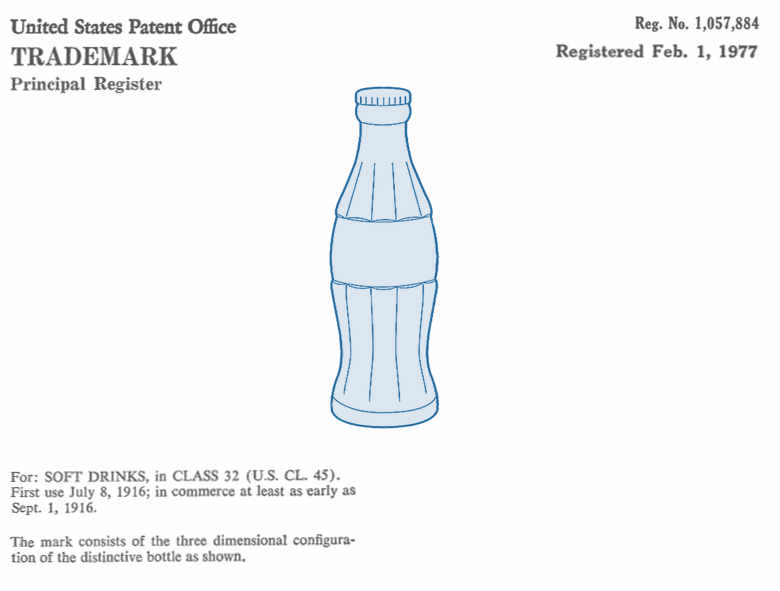 United States Patent Office
TRADEMARK
Principal Register
Reg. No. 1,057,884
Registered Feb. 1, 1977
For: SOFT DRINKS, in CLASS 32 (U.S. CL. 45).
First use July 8, 1916; in commerce at least as early as
Sept. 1, 1916.
The mark consists of the three dimensional configura-
tion of the distinctive bottle as shown.